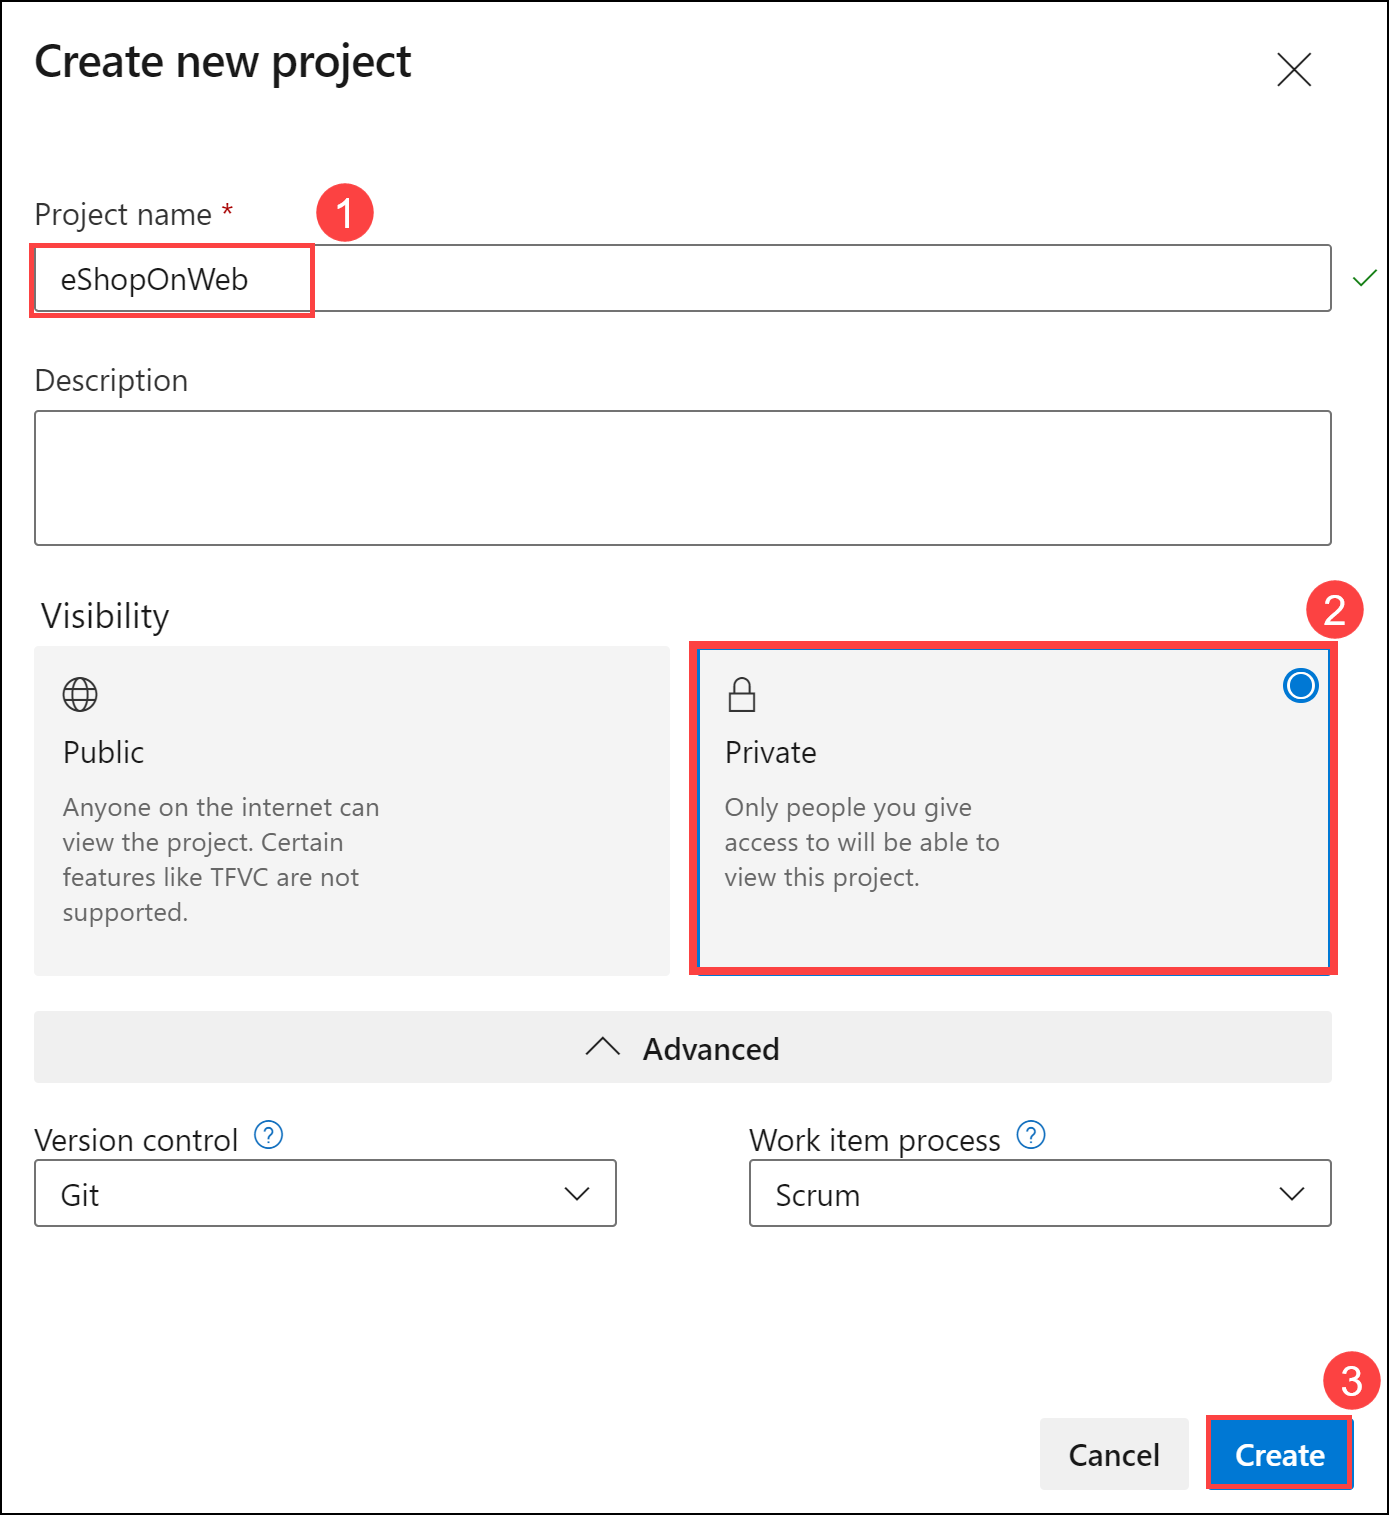 Create new project
Project name *
1
eShopOnWeb
Description
Visibility
2
Public
Anyone on the internet can
view the project. Certain
features like TFVC are not
supported.
Private
Only people you give
access to will be able to
view this project.
Advanced
Version control ?
Git
Work item process ?
Scrum
3
Cancel
Create